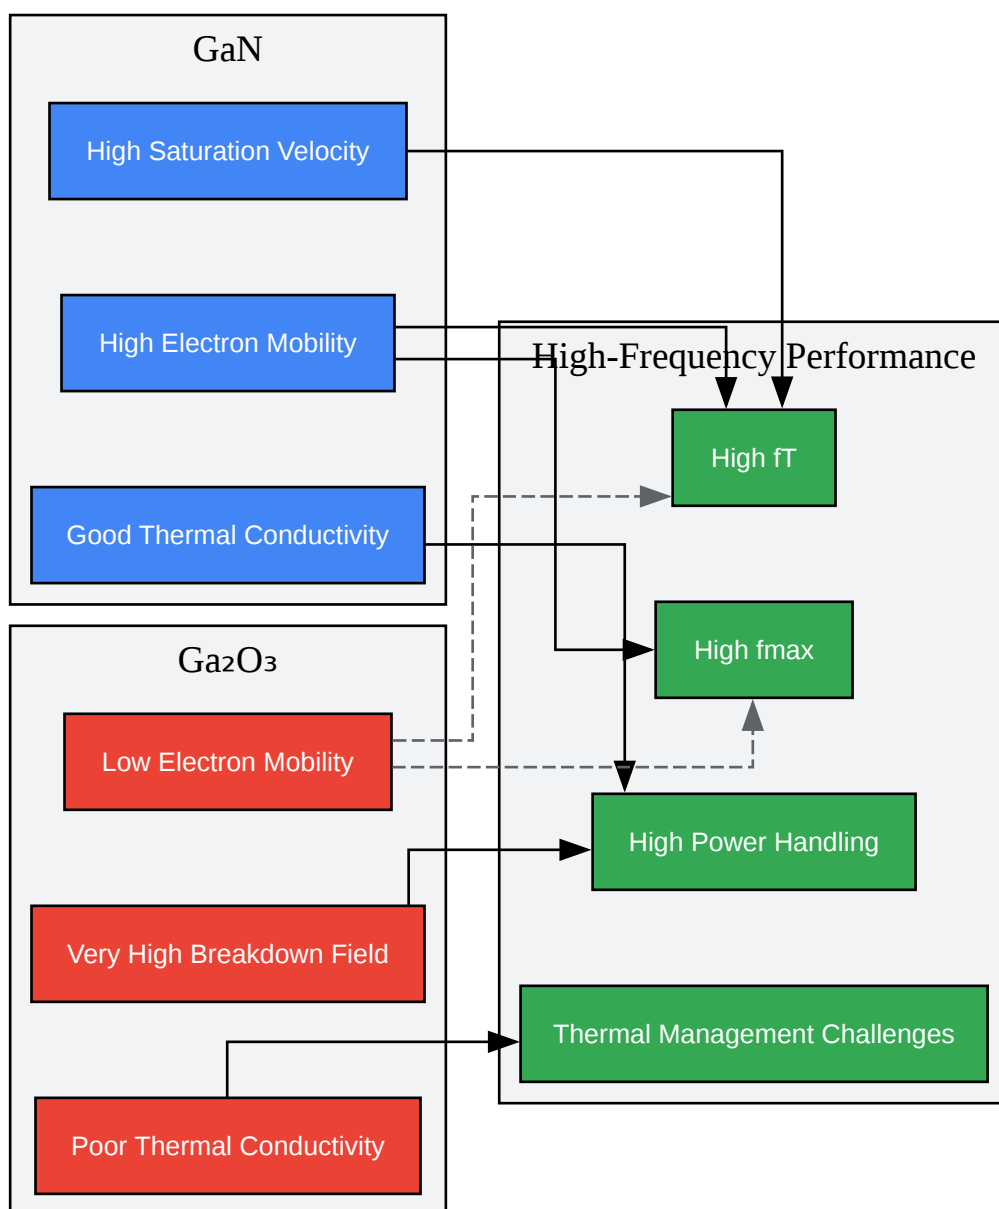 GaN
High Saturation Velocity
High Electron Mobility
Good Thermal Conductivity
Ga₂O₃
Low Electron Mobility
Very High Breakdown Field
Poor Thermal Conductivity
High-Frequency Performance
High fT
High fmax
High Power Handling
Thermal Management Challenges